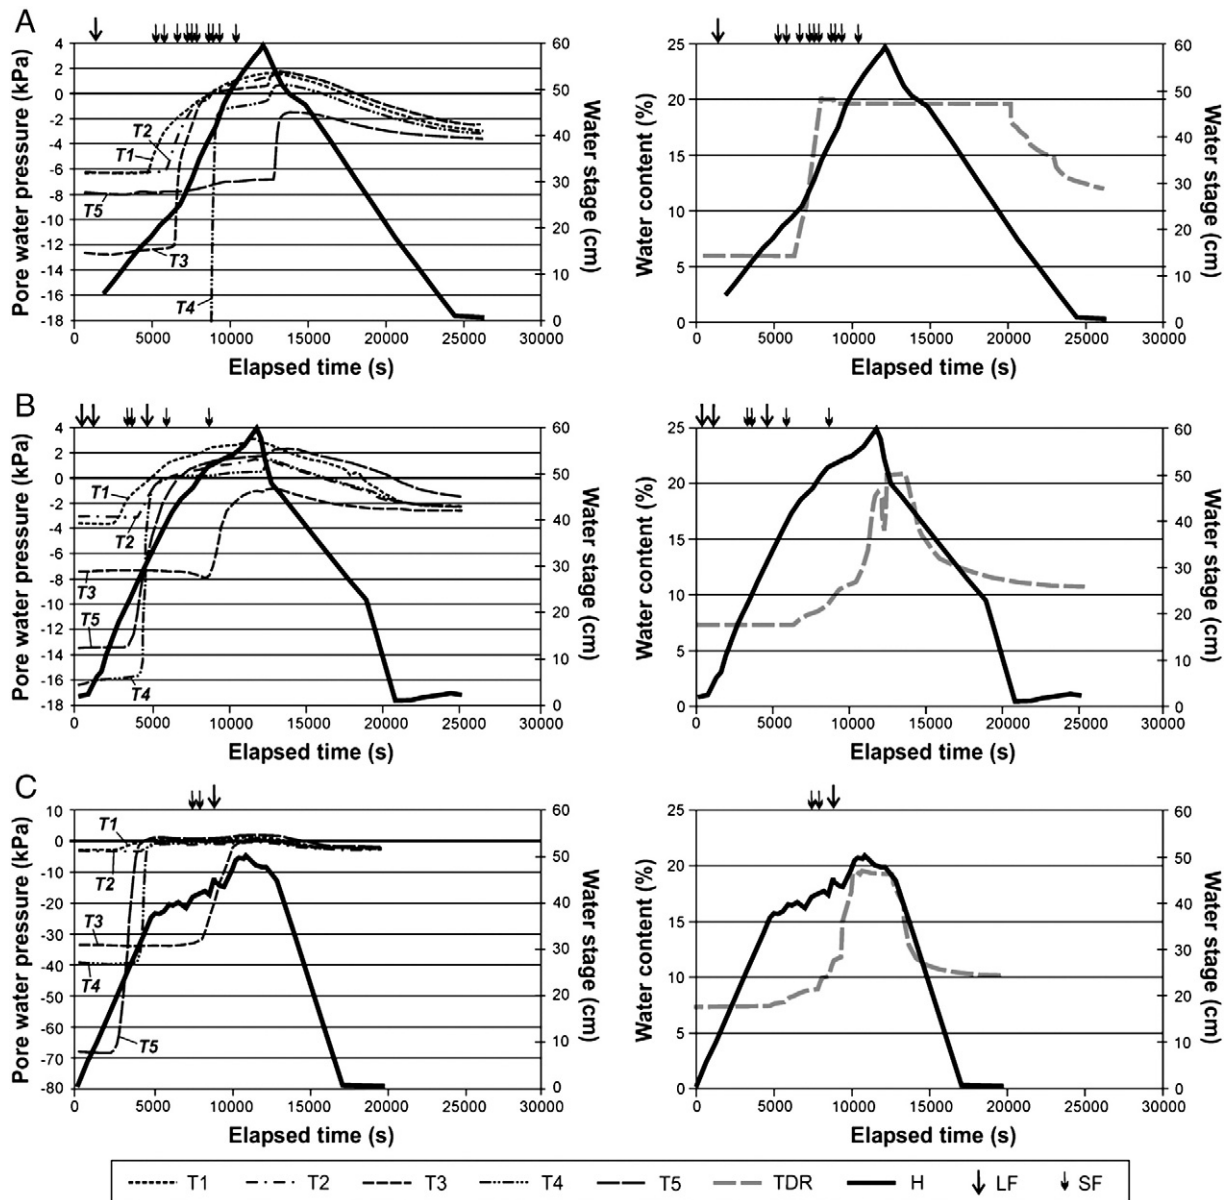 A
4
2
0
-2
-4
-6
-8
-10
-12
-14
-16
-18
Pore water pressure (kPa)
T2
T1
T5
T3
T4
60
50
40
30
20
10
0
Water stage (cm)
0 5000 10000 15000 20000 25000 30000
Elapsed time (s)
25
20
15
10
5
0
Water content (%)
60
50
40
30
20
10
0
Water stage (cm)
0 5000 10000 15000 20000 25000 30000
Elapsed time (s)
B
4
2
0
-2
-4
-6
-8
-10
-12
-14
-16
-18
Pore water pressure (kPa)
T1
T2
T3
T5
T4
60
50
40
30
20
10
0
Water stage (cm)
0 5000 10000 15000 20000 25000 30000
Elapsed time (s)
25
20
15
10
5
0
Water content (%)
60
50
40
30
20
10
0
Water stage (cm)
0 5000 10000 15000 20000 25000 30000
Elapsed time (s)
C
10
0
-10
-20
-30
-40
-50
-60
-70
-80
Pore water pressure (kPa)
T1
T2
T3
T4
T5
60
50
40
30
20
10
0
Water stage (cm)
0 5000 10000 15000 20000 25000 30000
Elapsed time (s)
25
20
15
10
5
0
Water content (%)
60
50
40
30
20
10
0
Water stage (cm)
0 5000 10000 15000 20000 25000 30000
Elapsed time (s)
T1 T2 T3 T4 T5 TDR H LF SF